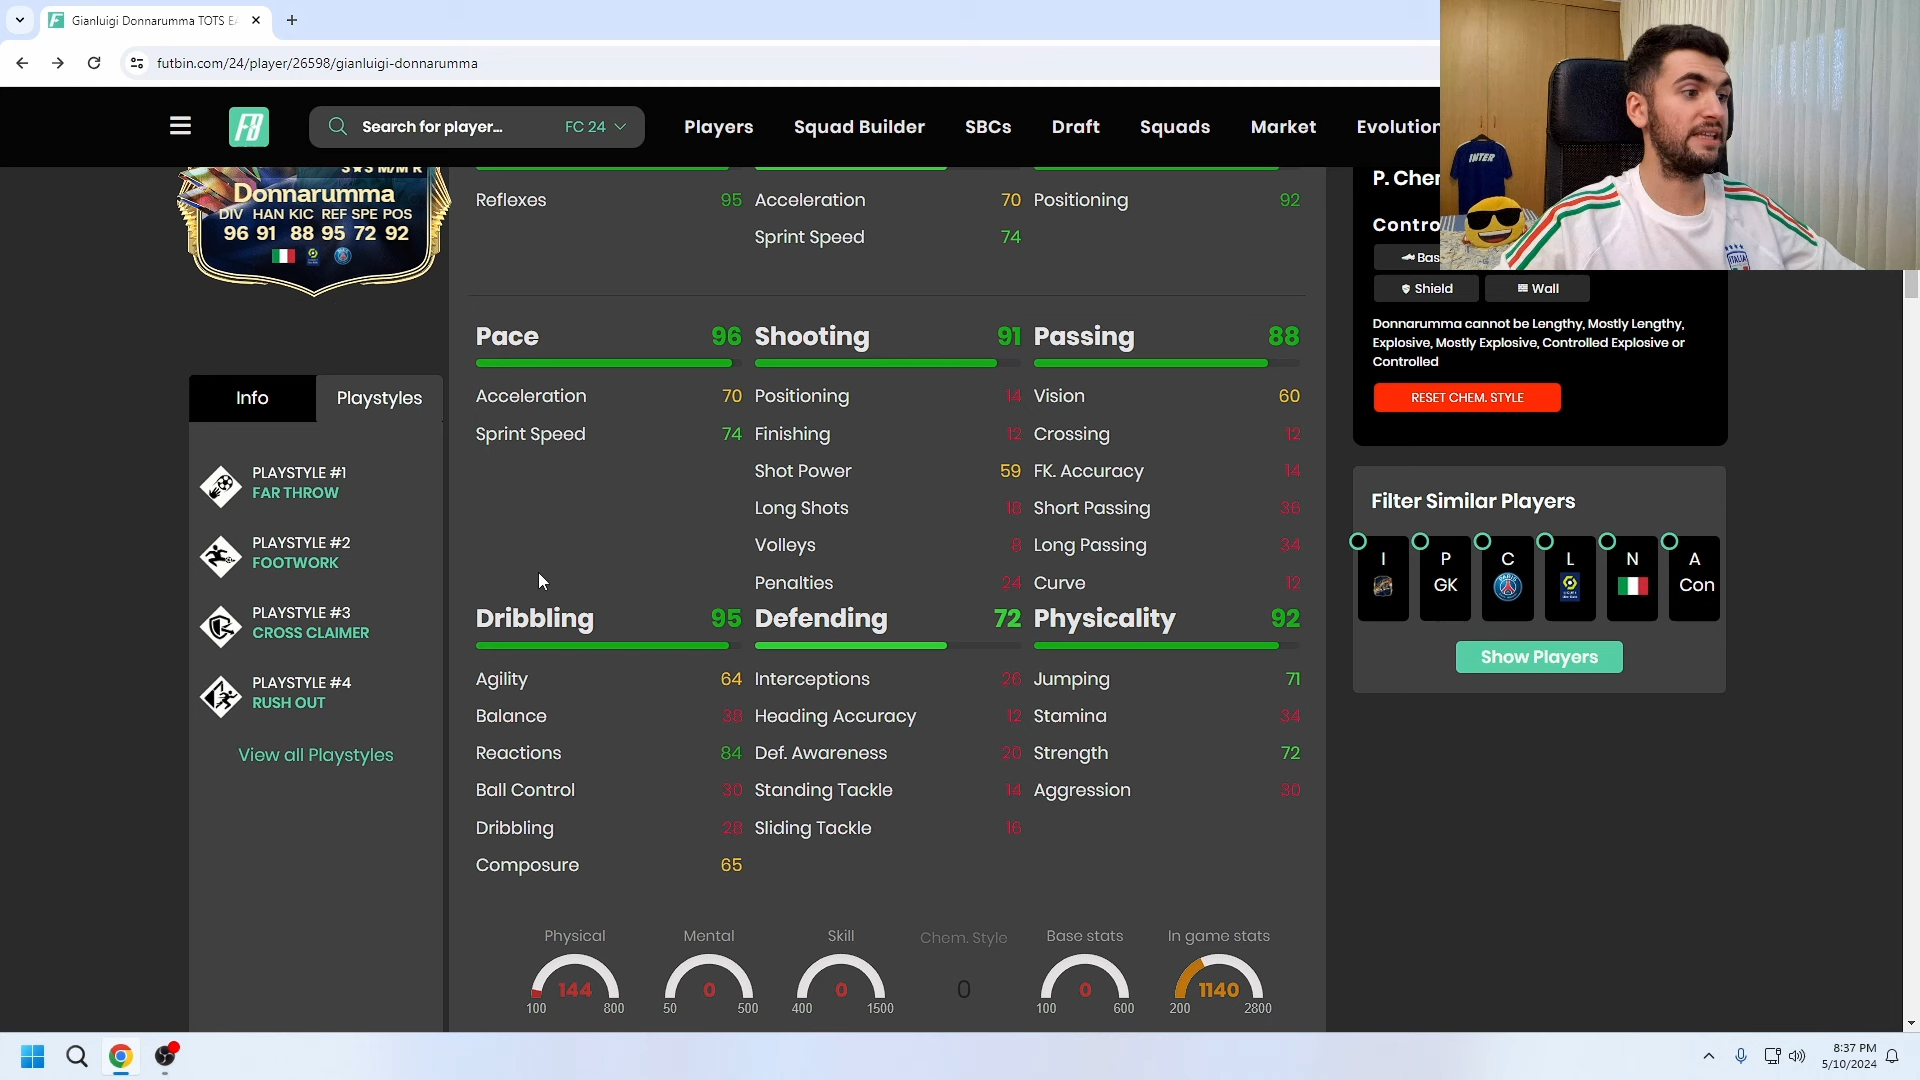 Gianluigi Donnarumma TOTS EA
futbin.com/24/player/26598/gianluigi-donnarumma
Search for player...
FC 24
Players
Squad Builder
SBCs
Draft
Squads
Market
Evolution
Donnarumma
DIV HAN KIC REF SPE POS
96 91 88 95 72 92
Reflexes 95
Acceleration 70
Positioning 92
Sprint Speed 74
Pace 96
Shooting 91
Passing 88
Acceleration 70
Positioning 14
Vision 60
Sprint Speed 74
Finishing 12
Crossing 12
Shot Power 59
FK. Accuracy 14
Long Shots 18
Short Passing 36
Volleys 8
Long Passing 34
Penalties 24
Curve 12
Dribbling 95
Defending 72
Physicality 92
Agility 64
Interceptions 26
Jumping 71
Balance 38
Heading Accuracy 12
Stamina 34
Reactions 84
Def. Awareness 20
Strength 72
Ball Control 30
Standing Tackle 14
Aggression 30
Dribbling 28
Sliding Tackle 16
Composure 65
Physical
144
100 800
Mental
0
50 500
Skill
0
400 1500
Chem. Style
0
Base stats
0
100 600
In game stats
1140
200 2800
Info
Playstyles
PLAYSTYLE #1
FAR THROW
PLAYSTYLE #2
FOOTWORK
PLAYSTYLE #3
CROSS CLAIMER
PLAYSTYLE #4
RUSH OUT
View all Playstyles
P. Cher
Contro
Bas
Shield
Wall
Donnarumma cannot be Lengthy, Mostly Lengthy,
Explosive, Mostly Explosive, Controlled Explosive or
Controlled
RESET CHEM. STYLE
Filter Similar Players
I P C L N A
GK Con
Show Players
INTER
ITALIA
8:37 PM
5/10/2024